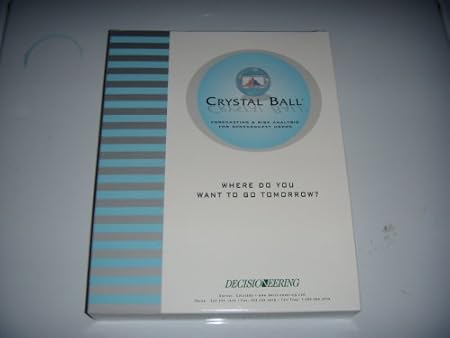 CRYSTAL BALL
FORECASTING & RISK ANALYSIS
FOR SPREADSHEET USERS
WHERE DO YOU
WANT TO GO TOMORROW?
DECISIONEERING